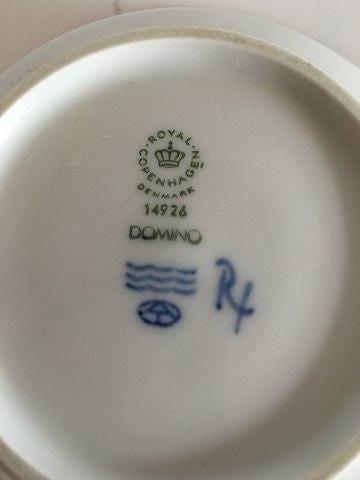 ROYAL
COPENHAGEN
DENMARK
14926
DOMINO